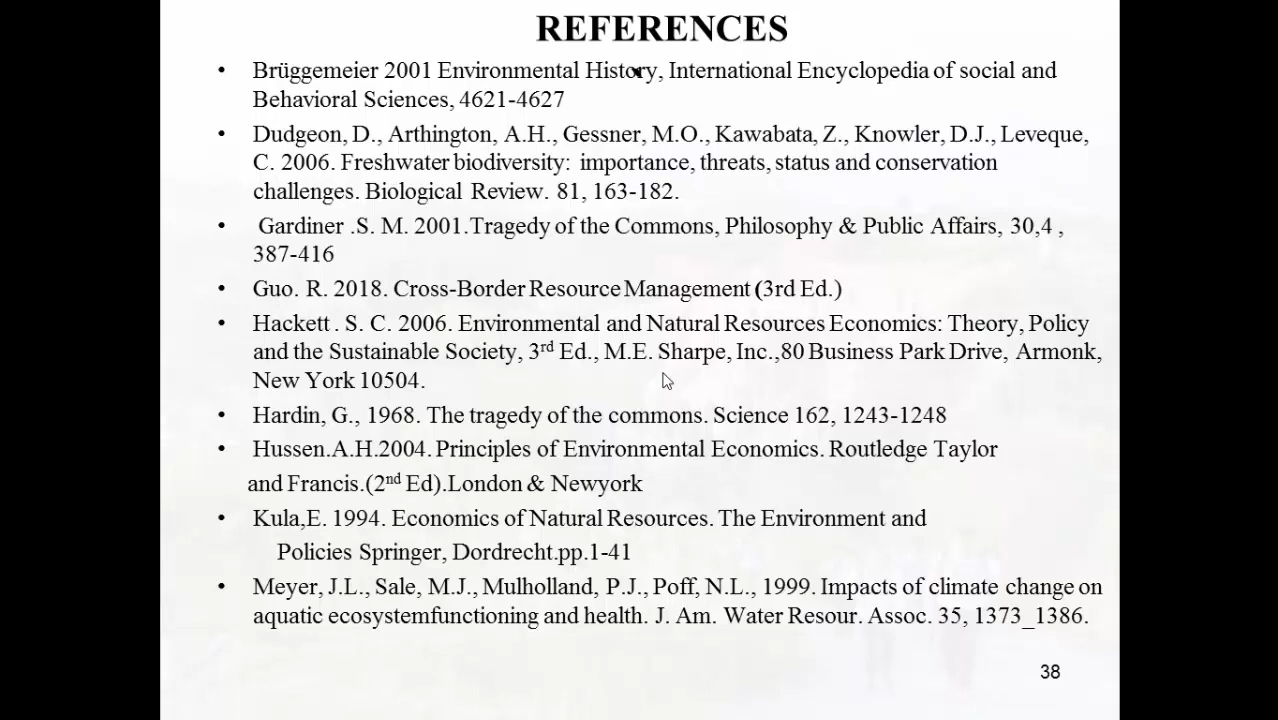 REFERENCES
• Brüggemeier 2001 Environmental History, International Encyclopedia of social and
Behavioral Sciences, 4621-4627
• Dudgeon, D., Arthington, A.H., Gessner, M.O., Kawabata, Z., Knowler, D.J., Leveque,
C. 2006. Freshwater biodiversity: importance, threats, status and conservation
challenges. Biological Review. 81, 163-182.
• Gardiner .S. M. 2001.Tragedy of the Commons, Philosophy & Public Affairs, 30,4 ,
387-416
• Guo. R. 2018. Cross-Border Resource Management (3rd Ed.)
• Hackett . S. C. 2006. Environmental and Natural Resources Economics: Theory, Policy
and the Sustainable Society, 3rd Ed., M.E. Sharpe, Inc.,80 Business Park Drive, Armonk,
New York 10504.
• Hardin, G., 1968. The tragedy of the commons. Science 162, 1243-1248
• Hussen.A.H.2004. Principles of Environmental Economics. Routledge Taylor
and Francis.(2nd Ed).London & Newyork
• Kula,E. 1994. Economics of Natural Resources. The Environment and
Policies Springer, Dordrecht.pp.1-41
• Meyer, J.L., Sale, M.J., Mulholland, P.J., Poff, N.L., 1999. Impacts of climate change on
aquatic ecosystemfunctioning and health. J. Am. Water Resour. Assoc. 35, 1373_1386.
38